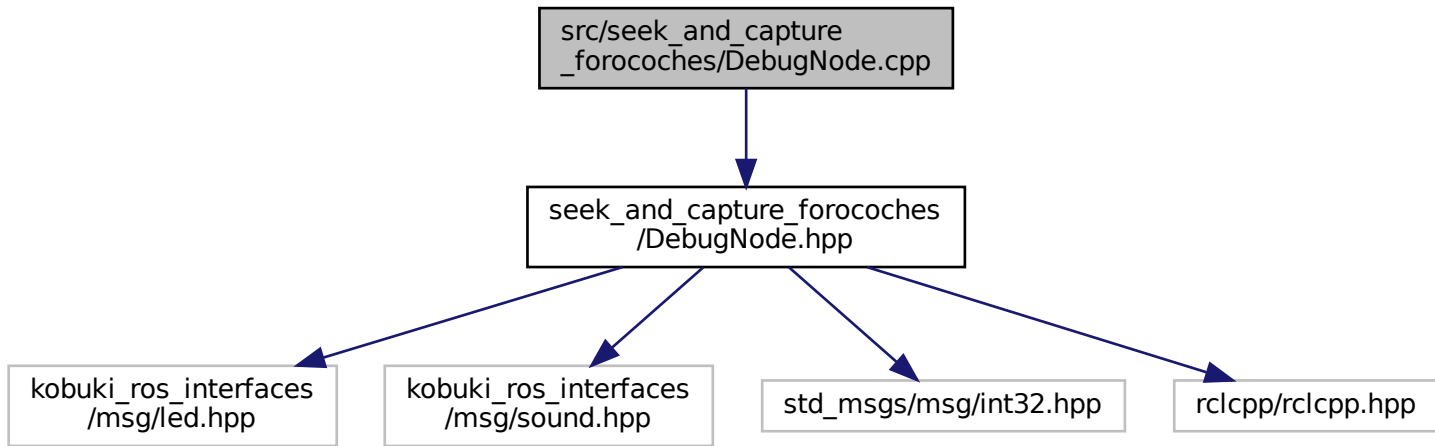 src/seek_and_capture
_forocoches/DebugNode.cpp
seek_and_capture_forocoches
/DebugNode.hpp
kobuki_ros_interfaces
/msg/led.hpp
kobuki_ros_interfaces
/msg/sound.hpp
std_msgs/msg/int32.hpp
rclcpp/rclcpp.hpp